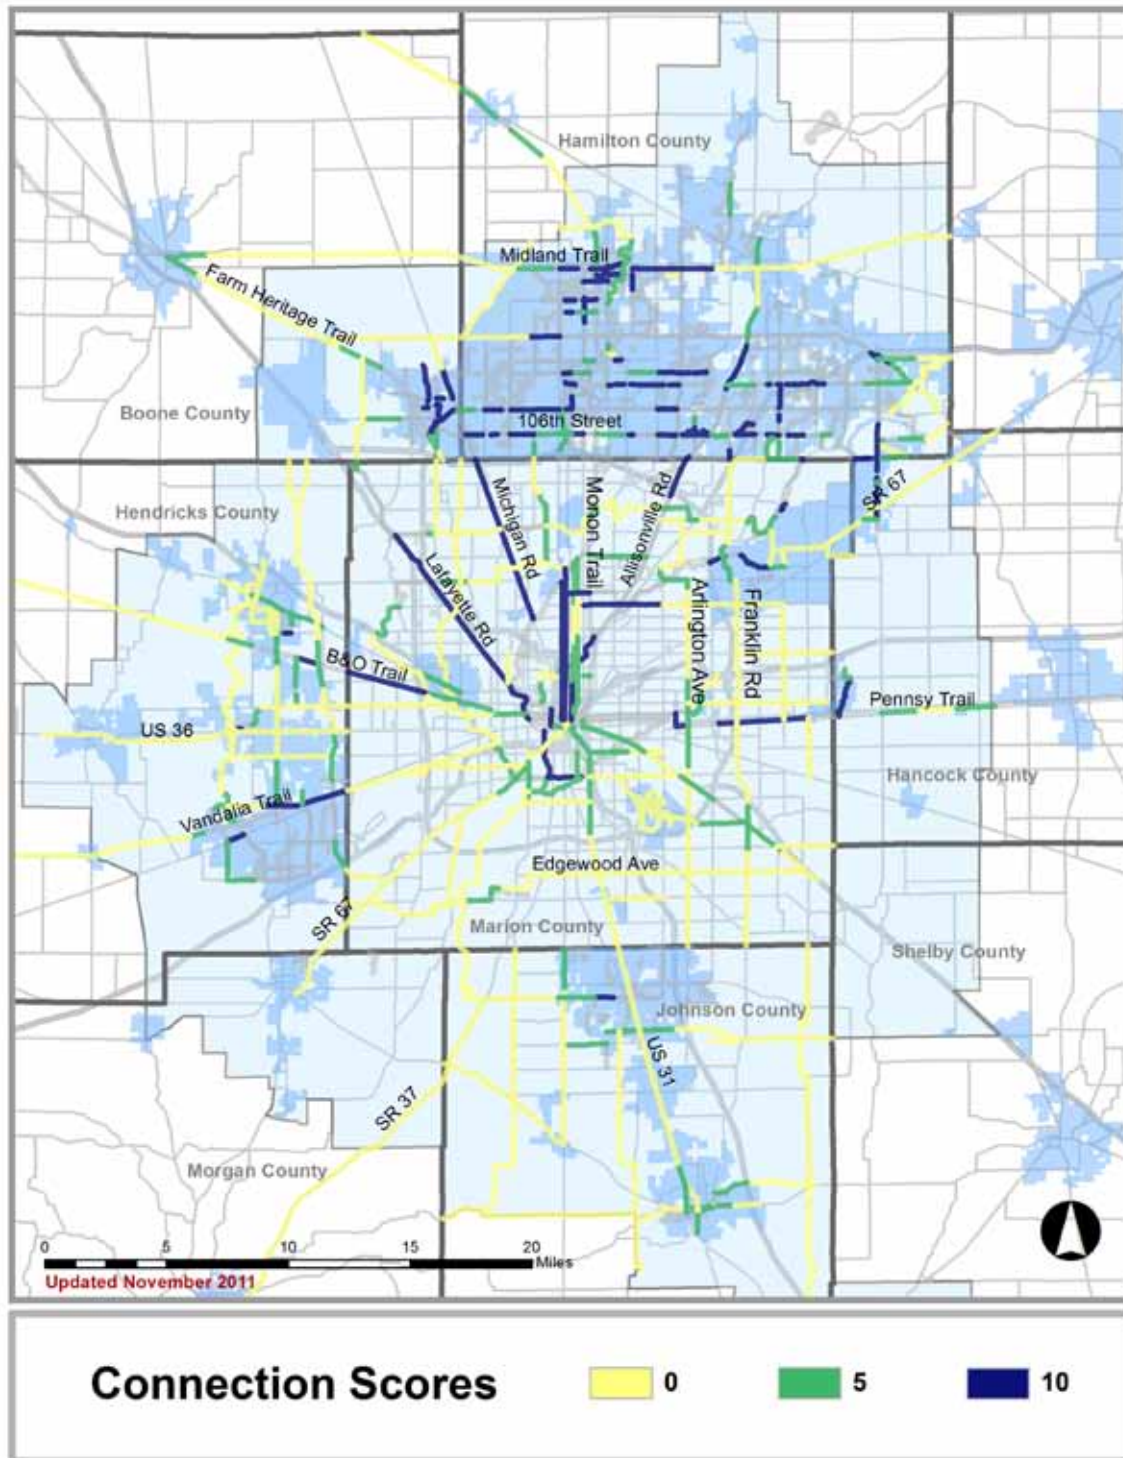 Hamilton County
Midland Trail
Farm Heritage Trail
Boone County
106th Street
SR 67
Hendricks County
Michigan Rd
Monon Trail
Allisonville Rd
Lafayette Rd
Arlington Ave
Franklin Rd
B&O Trail
Pennsy Trail
US 36
Hancock County
Vandalia Trail
Edgewood Ave
SR 67
Marion County
Shelby County
Johnson County
US 31
SR 37
Morgan County
0 5 10 15 20
Miles
Updated November 2011
Connection Scores 0 5 10